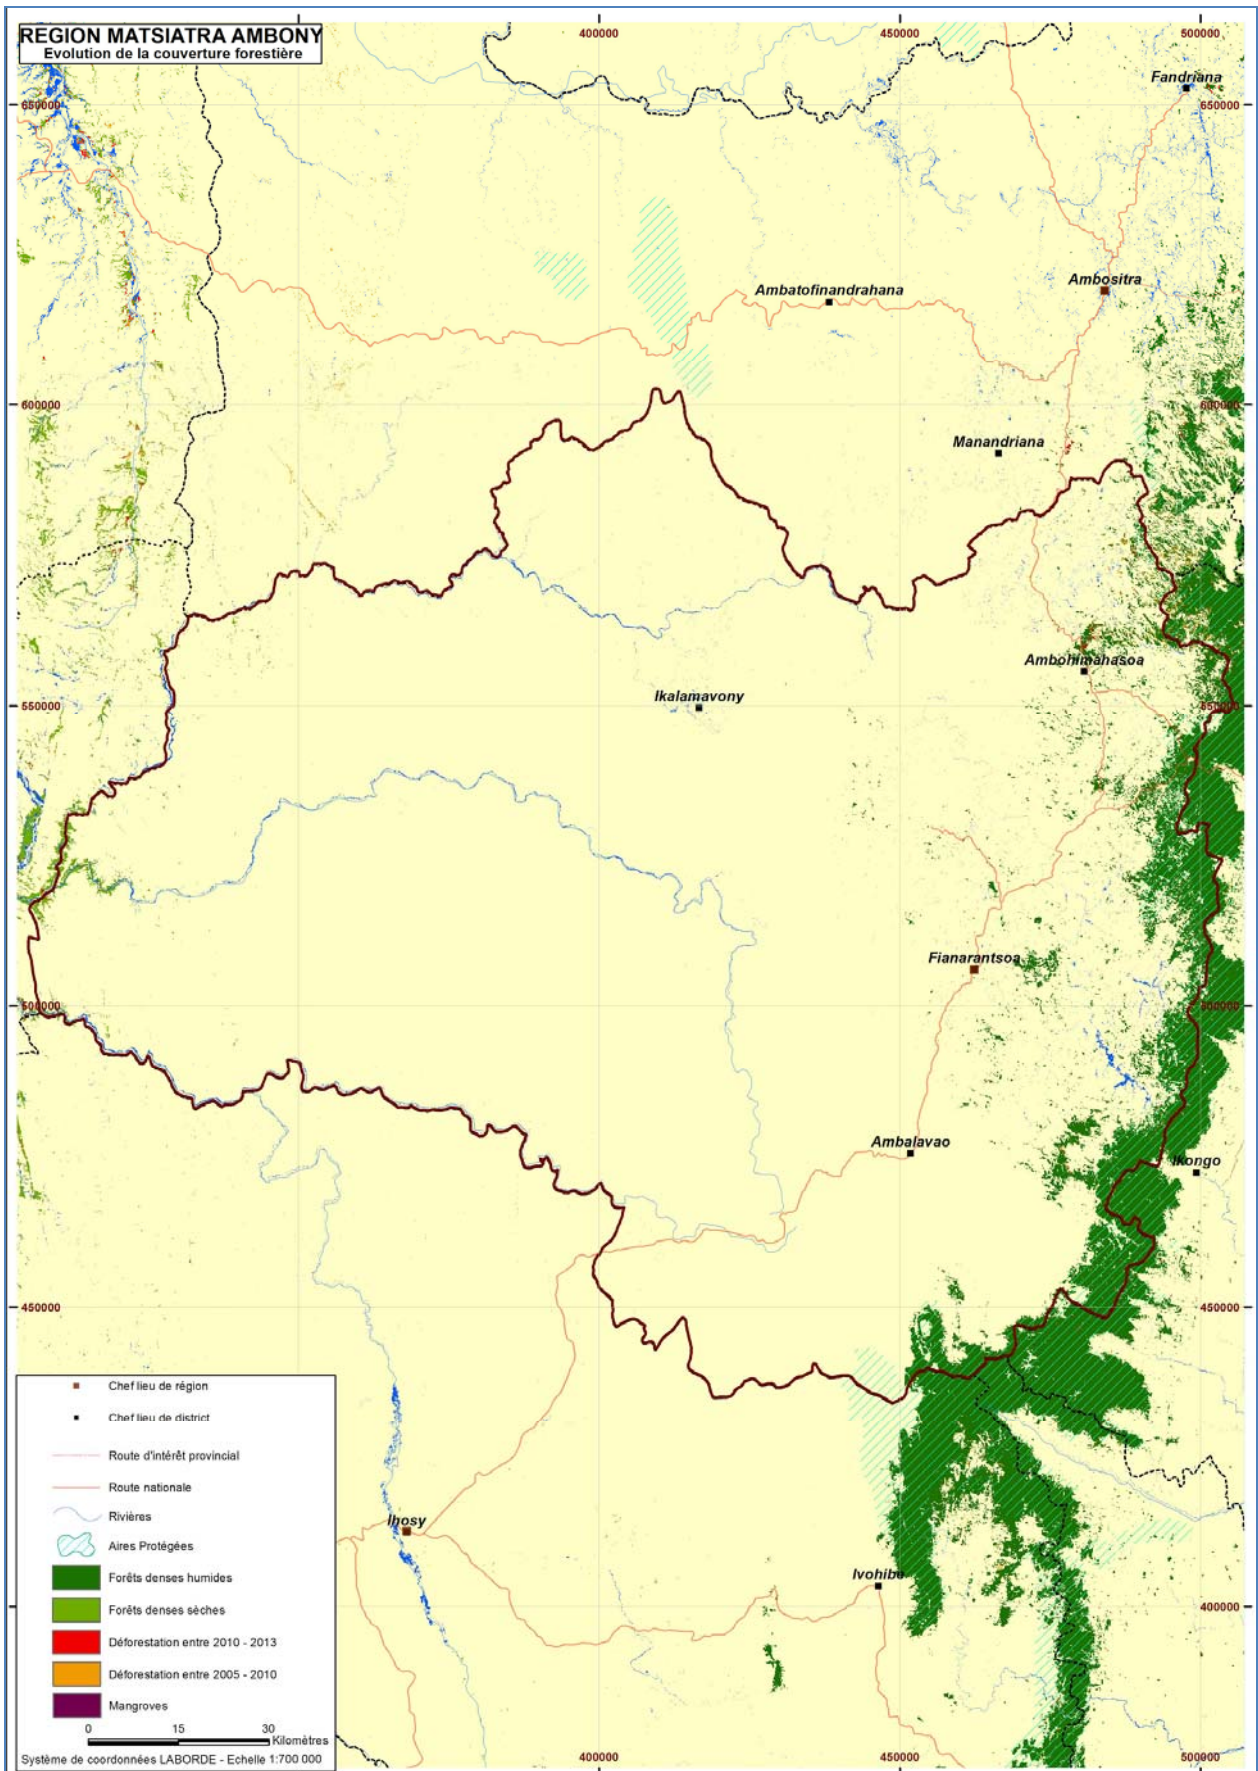 REGION MATSIATRA AMBONY
Evolution de la couverture forestière
400000
450000
500000
Fandriana
650000
650000
Ambatofinandrahana
Ambositra
600000
600000
Manandriana
Ambohimahasoa
Ikalamavony
550000
550000
Fianarantsoa
500000
500000
Ambalavao
Ikongo
450000
450000
Chef lieu de région
Chef lieu de district
Route d'intérêt provincial
Route nationale
Rivières
Aires Protégées
Forêts denses humides
Forêts denses sèches
Déforestation entre 2010 - 2013
Déforestation entre 2005 - 2010
Mangroves
0 15 30
Kilomètres
Système de coordonnées LABORDE - Echelle 1:700 000
Ihosy
Ivohibe
400000
400000
450000
500000